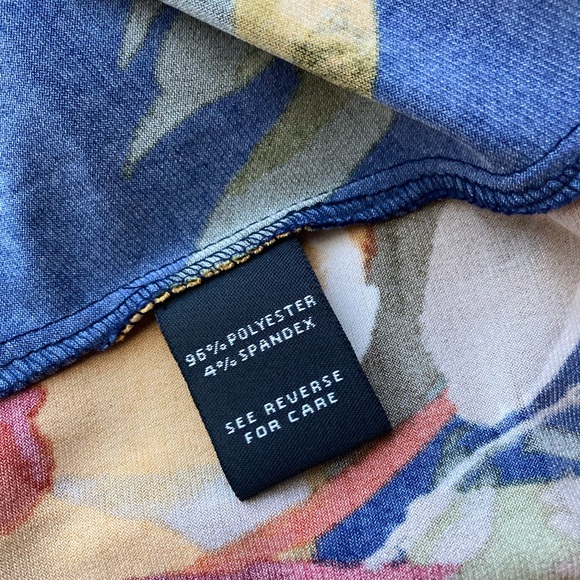 96% POLYESTER
4% SPANDEX
SEE REVERSE
FOR CARE